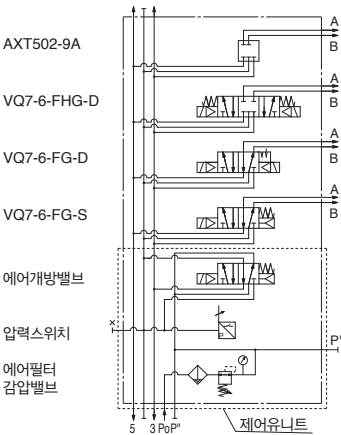 A
AXT502-9A
B
A
VQ7-6-FHG-D
B
A
VQ7-6-FG-D
B
A
VQ7-6-FG-S
B
에어개방밸브
X
압력스위치
P'
에어필터
감압밸브
5 3 PoP"
제어유니트